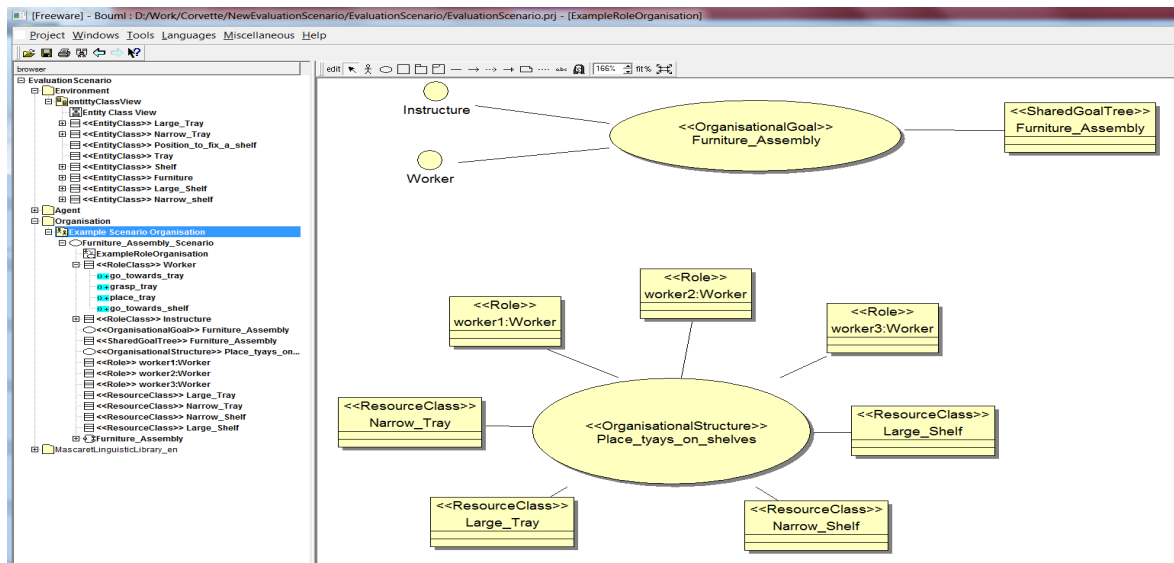 [Freeware] - Bouml : D:/Work/Corvette/NewEvaluationScenario/EvaluationScenario/EvaluationScenario.prj - [ExampleRoleOrganisation]
Project Windows Tools Languages Miscellaneous Help
browser
EvaluationScenario
Environment
entittyClassView
Entity Class View
<<EntityClass>> Large_Tray
<<EntityClass>> Narrow_Tray
<<EntityClass>> Position_to_fix_a_shelf
<<EntityClass>> Tray
<<EntityClass>> Shelf
<<EntityClass>> Furniture
<<EntityClass>> Large_Shelf
<<EntityClass>> Narrow_shelf
Agent
Organisation
Example Scenario Organisation
Furniture_Assembly_Scenario
ExampleRoleOrganisation
<<RoleClass>> Worker
go_towards_tray
grasp_tray
place_tray
go_towards_shelf
<<RoleClass>> Instructure
<<OrganisationalGoal>> Furniture_Assembly
<<SharedGoalTree>> Furniture_Assembly
<<OrganisationalStructure>> Place_tyays_on...
<<Role>> worker1:Worker
<<Role>> worker2:Worker
<<Role>> worker3:Worker
<<ResourceClass>> Large_Tray
<<ResourceClass>> Narrow_Tray
<<ResourceClass>> Narrow_Shelf
<<ResourceClass>> Large_Shelf
Furniture_Assembly
MascaretLinguisticLibrary_en
edit abc 166% fit%
Instructure
Worker
<<OrganisationalGoal>>
Furniture_Assembly
<<SharedGoalTree>>
Furniture_Assembly
<<Role>>
worker1:Worker
<<Role>>
worker2:Worker
<<Role>>
worker3:Worker
<<ResourceClass>>
Narrow_Tray
<<OrganisationalStructure>>
Place_tyays_on_shelves
<<ResourceClass>>
Large_Shelf
<<ResourceClass>>
Large_Tray
<<ResourceClass>>
Narrow_Shelf